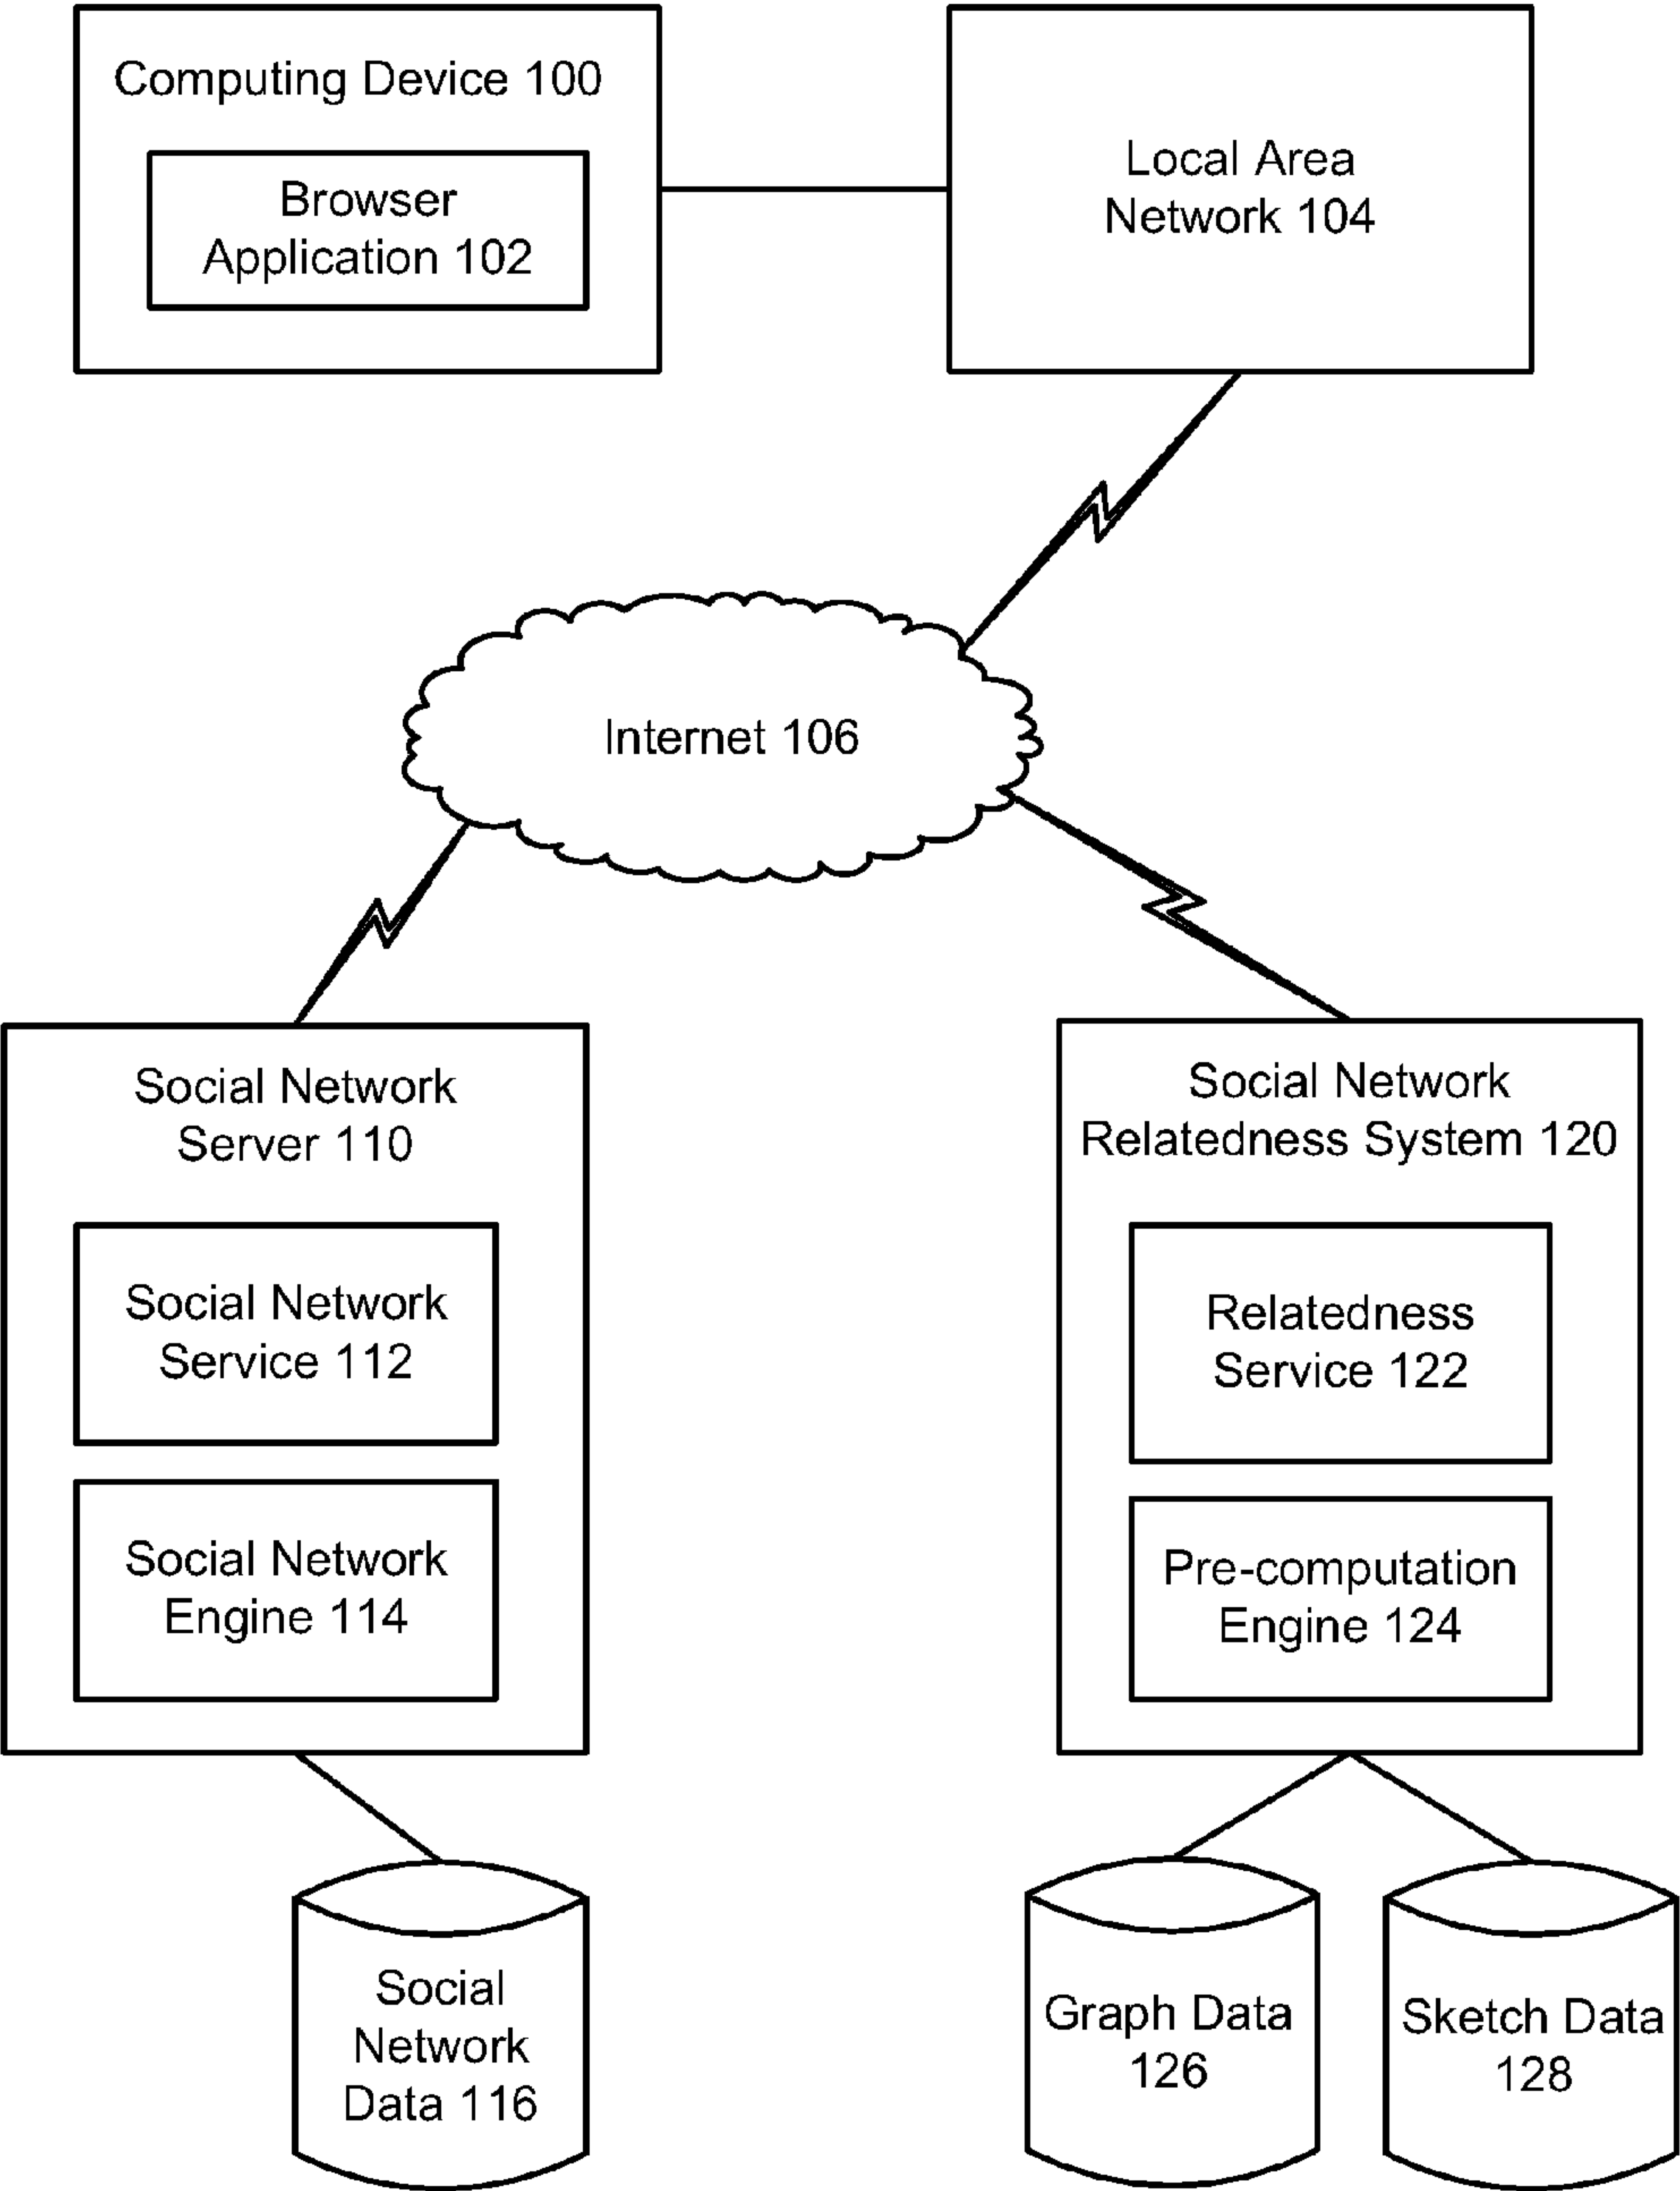 Computing Device 100
Browser
Application 102
Local Area
Network 104
Internet 106
Social Network
Server 110
Social Network
Service 112
Social Network
Engine 114
Social
Network
Data 116
Social Network
Relatedness System 120
Relatedness
Service 122
Pre-computation
Engine 124
Graph Data
126
Sketch Data
128